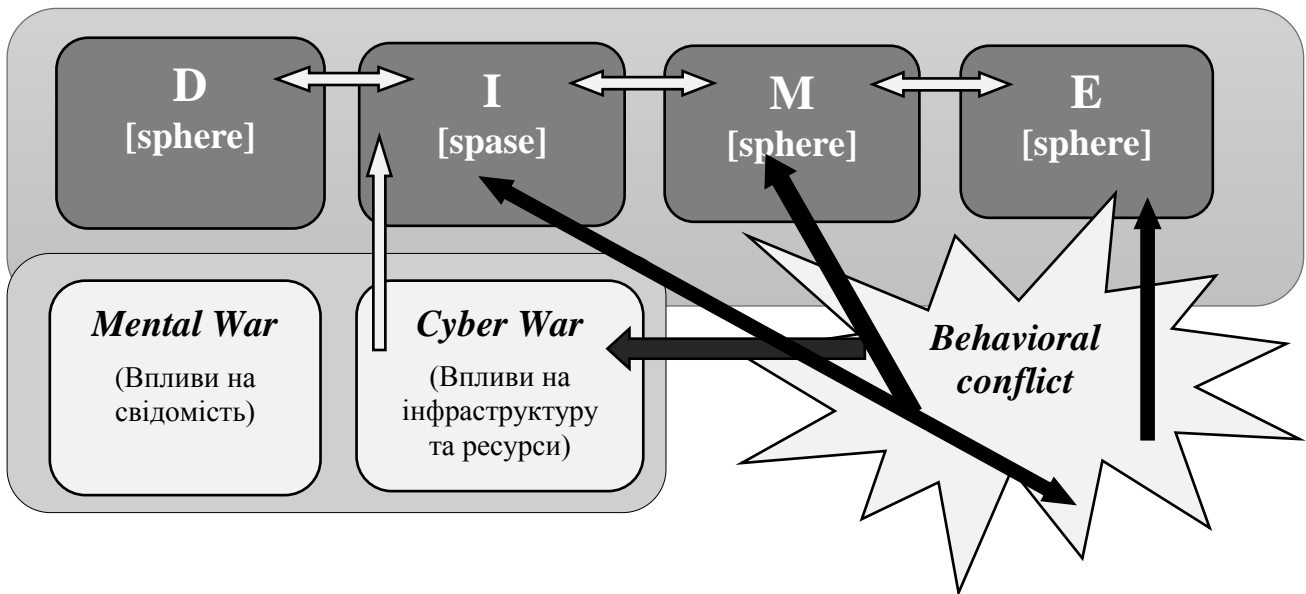 D
[sphere]
I
[spase]
M
[sphere]
E
[sphere]
Mental War
(Впливи на
свідомість)
Cyber War
(Впливи на
інфраструктуру
та ресурси)
Behavioral
conflict